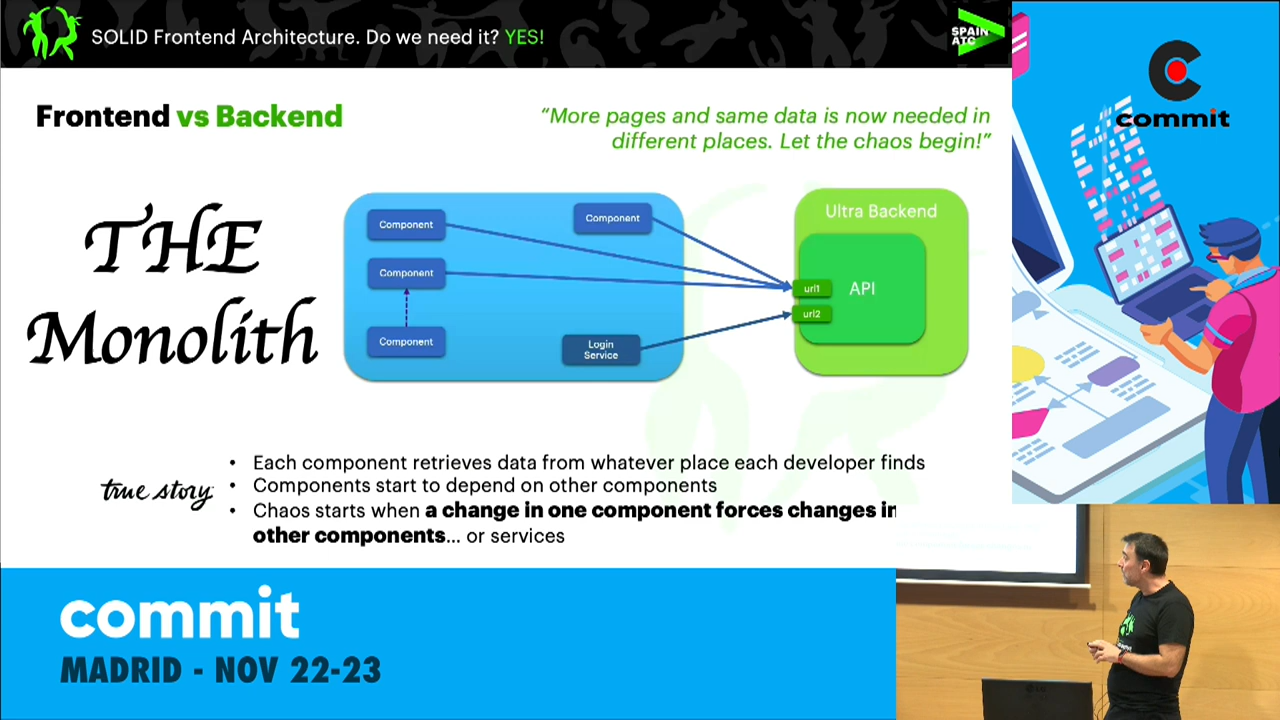 SOLID Frontend Architecture. Do we need it? YES!
SPAIN
ATC
commit
Frontend vs Backend
“More pages and same data is now needed in
different places. Let the chaos begin!”
THE
Monolith
Component
Component
Component
Component
Login
Service
Ultra Backend
API
url1
url2
true story
• Each component retrieves data from whatever place each developer finds
• Components start to depend on other components
• Chaos starts when a change in one component forces changes in
other components... or services
commit
MADRID - NOV 22-23